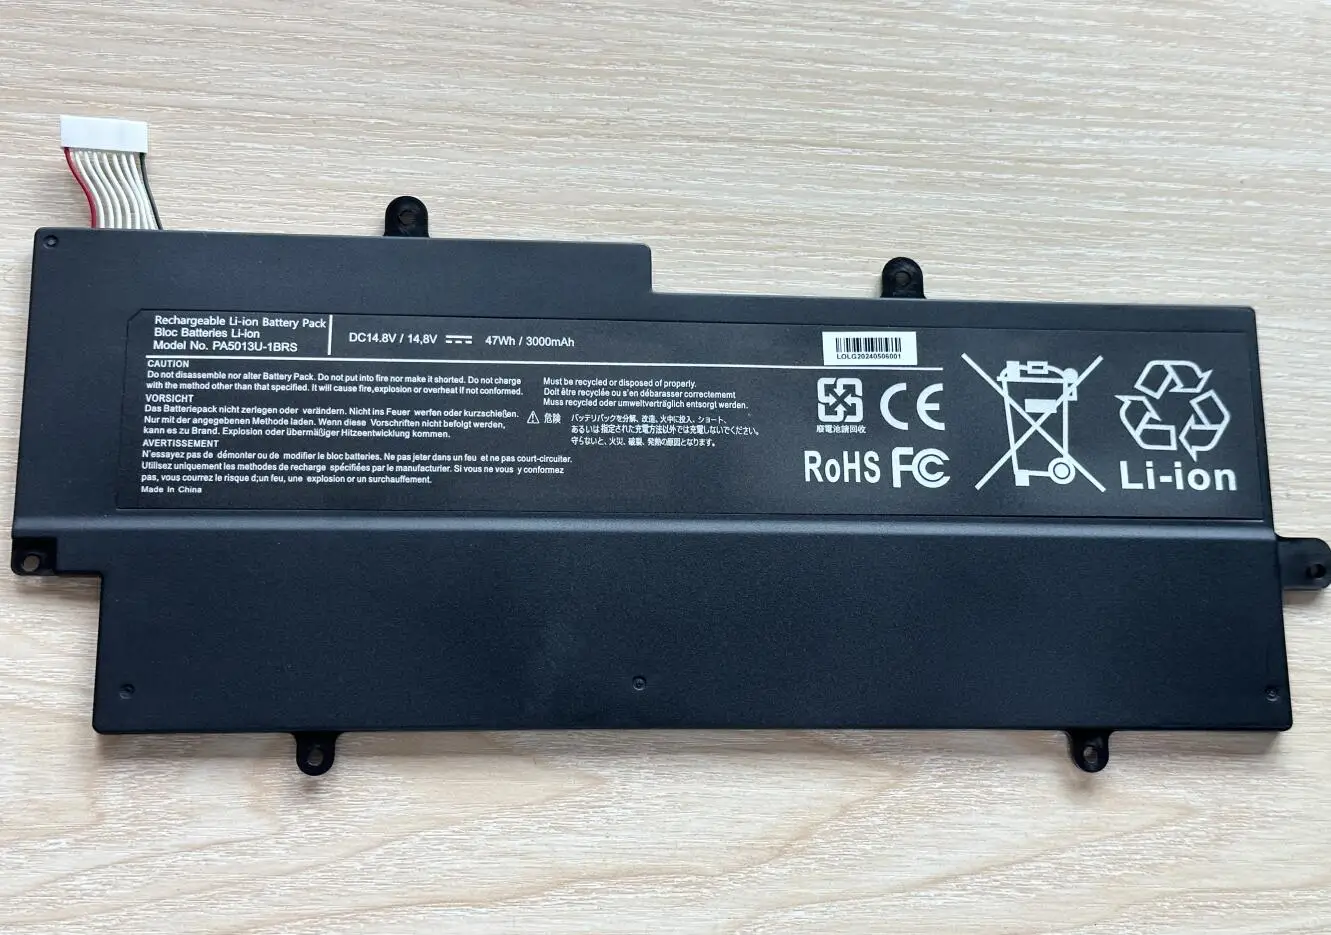 Rechargeable Li-ion Battery Pack
Bloc Batteries Li-ion
Model No. PA5013U-1BRS
DC14.8V / 14,8V 47Wh / 3000mAh
CAUTION
Do not disassemble nor alter Battery Pack. Do not put into fire nor make it shorted. Do not charge
with the method other than that specified. It will cause fire,explosion or overheat if not conformed.
VORSICHT
Das Batteriepack nicht zerlegen oder verändern. Nicht ins Feuer werfen oder kurzschießen.
Nur mit der angegebenen Methode laden. Wenn diese Vorschriften nicht befolgt werden,
kann es zu Brand. Explosion oder übermäßiger Hitzeentwicklung kommen.
AVERTISSEMENT
N'essayez pas de démonter ou de modifier le bloc batteries. Ne pas jeter dans un feu et ne pas court-circuiter.
Utilisez uniquement les methodes de recharge spécifiées par le manufacturier. Si vous ne vous y conformez
pas, vous courrez le risque d;un feu, une explosion or un surchauffement.
Made In China
Must be recycled or disposed of properly.
Doit être recyclée ou s'en débarasser correctememt
Muss recycled oder umweltverträglich entsorgt werden.
危険 バッテリパックを分解、改造、火中に投入、ショート、
あるいは指定された充電方法以外では充電しないでください。
守らないと、火災、破裂、発熱の原因となります。
LOLG20240506001
廢電池請回收
CE
RoHS FC
Li-ion